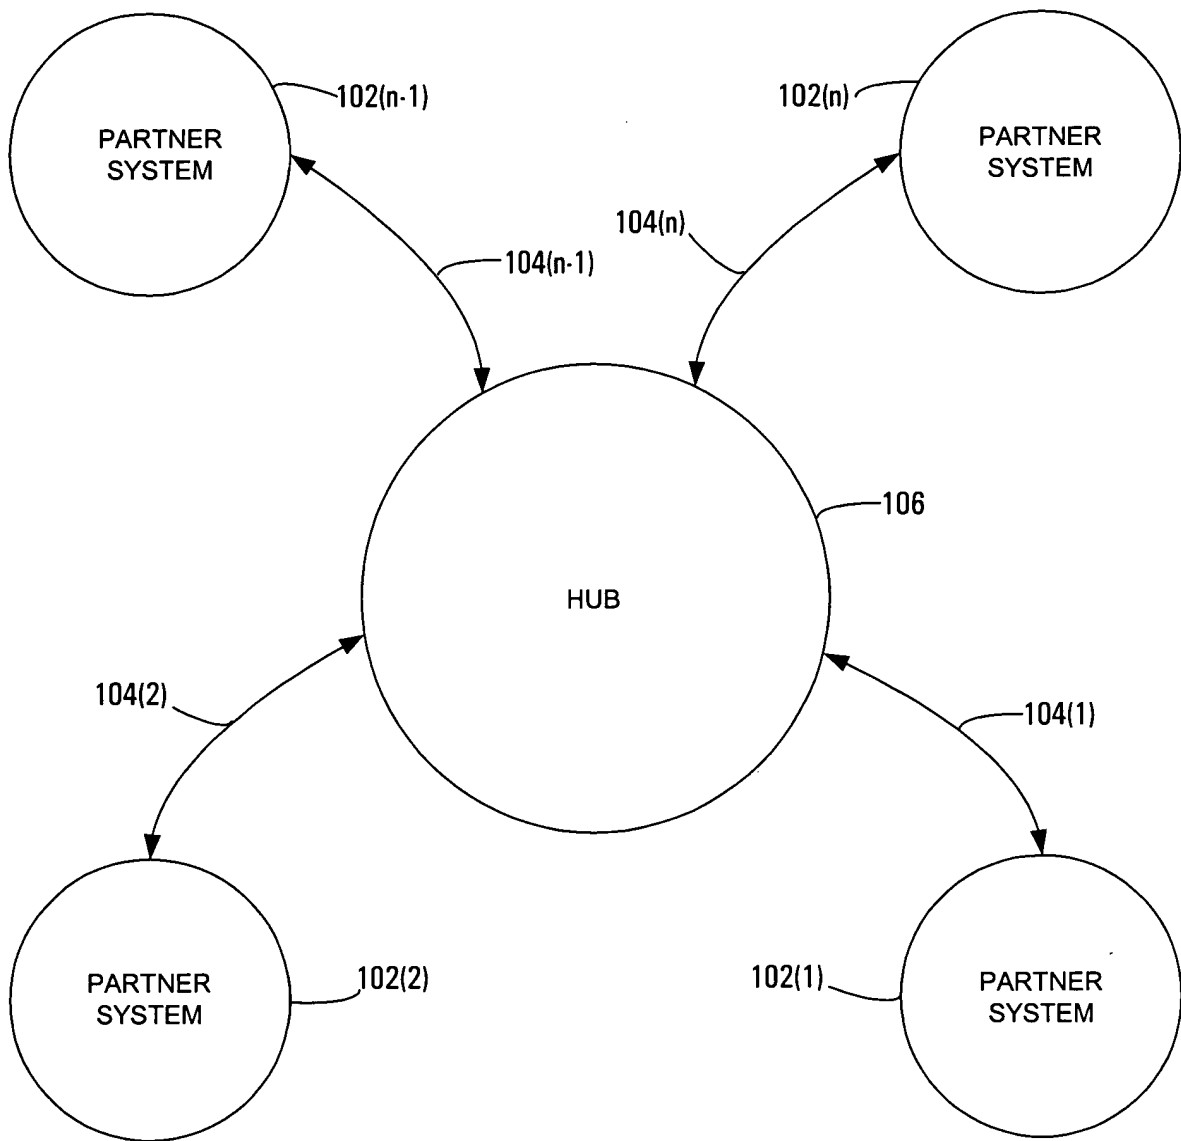 102(n-1)
102(n)
PARTNER
SYSTEM
PARTNER
SYSTEM
104(n)
104(n-1)
106
HUB
104(2)
104(1)
PARTNER
SYSTEM
102(2)
102(1)
PARTNER
SYSTEM